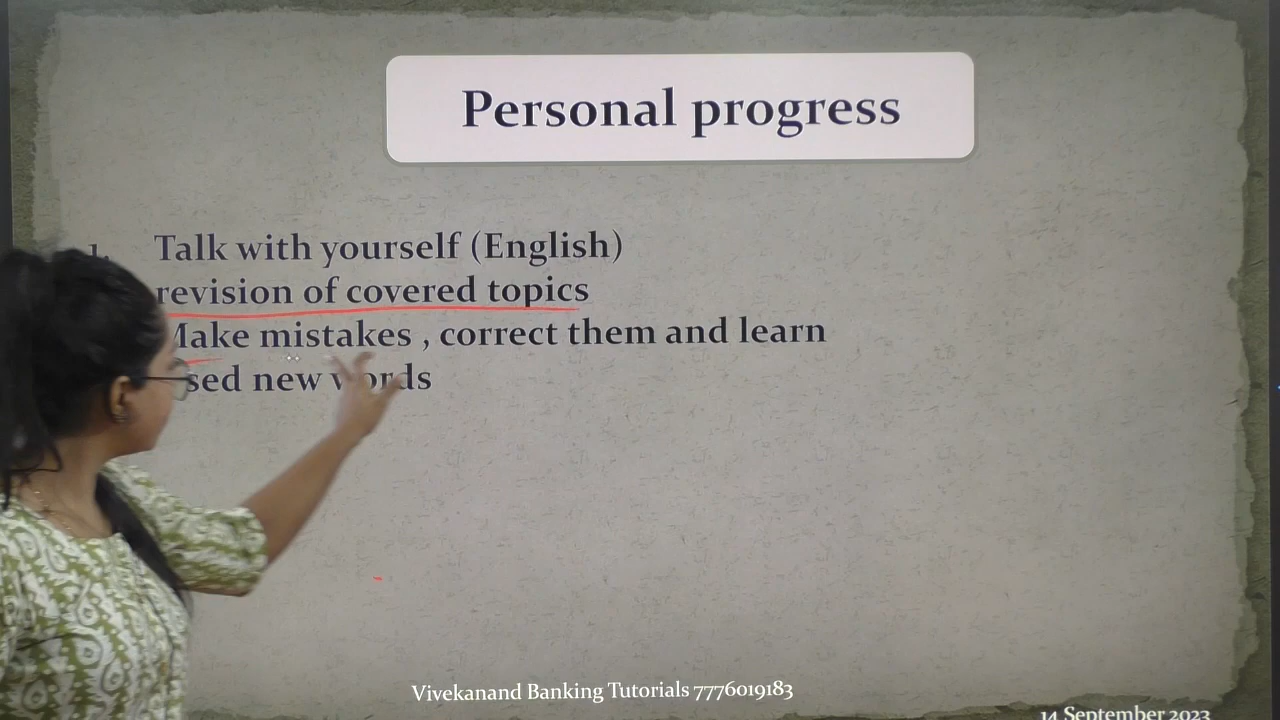 Personal progress
1. Talk with yourself (English)
revision of covered topics
Make mistakes , correct them and learn
new words
Vivekanand Banking Tutorials 7776019183
14 September 2023